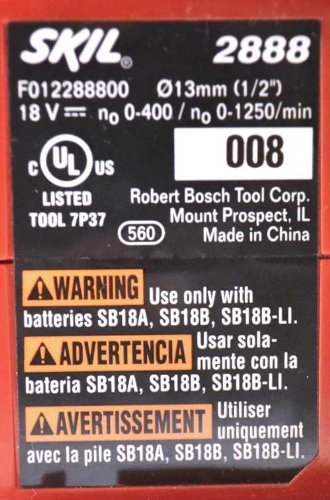 SKIL® 2888
F012288800 Ø13mm (1/2")
18 V⎓ n₀ 0-400 / n₀ 0-1250/min
C UL® US 008
LISTED
TOOL 7P37
Robert Bosch Tool Corp.
Mount Prospect, IL
560 Made in China
⚠WARNING Use only with
batteries SB18A, SB18B, SB18B-LI.
⚠ADVERTENCIA Usar sola-
mente con la
bateria SB18A, SB18B, SB18B-LI.
⚠AVERTISSEMENT Utiliser
uniquement
avec la pile SB18A, SB18B, SB18B-LI.